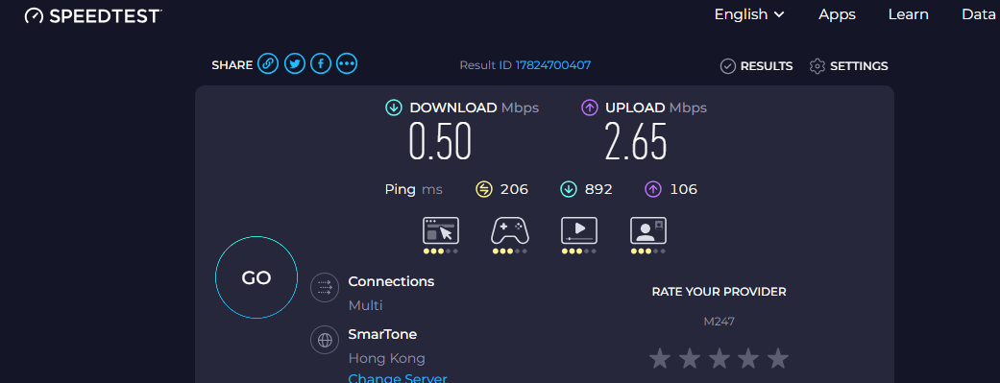 SPEEDTEST
English Apps Learn Data
SHARE Result ID 17824700407 RESULTS SETTINGS
DOWNLOAD Mbps UPLOAD Mbps
0.50 2.65
Ping ms 206 892 106
GO
Connections
Multi
RATE YOUR PROVIDER
M247
SmarTone
Hong Kong
Change Server